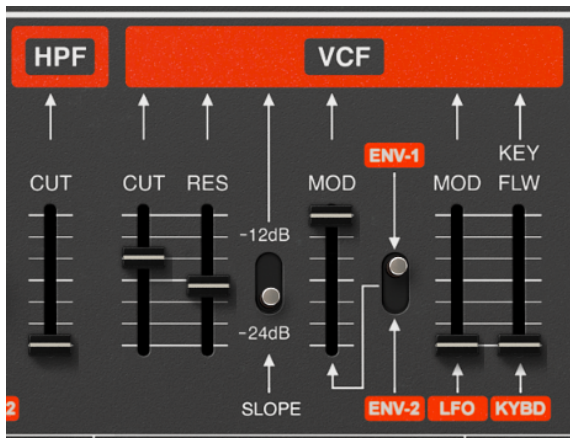 HPF
VCF
ENV-1
KEY
CUT
CUT RES
MOD
MOD FLW
-12dB
-24dB
SLOPE
2
ENV-2
LFO
KYBD